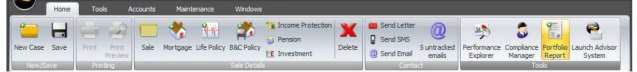 Home Tools Accounts Maintenance Windows
New Case Save Print Print Preview Sale Mortgage Life Policy B&C Policy Income Protection Pension Investment Delete Send Letter Send SMS Send Email 5 untracked emails Performance Explorer Compliance Manager Portfolio Report Launch Advisor System
New/Save Printing Sale Details Contact Tools